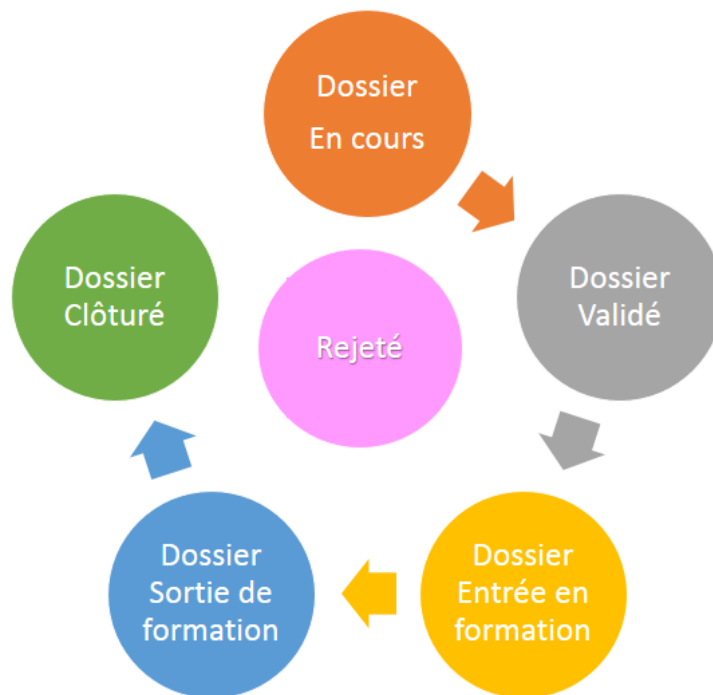 Dossier
En cours
Dossier
Validé
Dossier
Clôturé
Rejeté
Dossier
Entrée en
formation
Dossier
Sortie de
formation